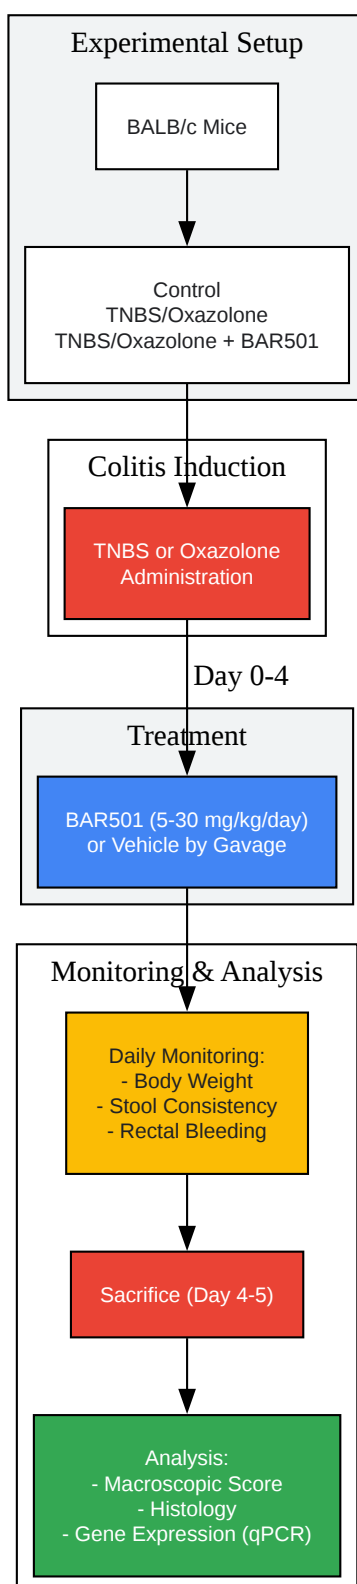 Experimental Setup
BALB/c Mice
Control
TNBS/Oxazolone
TNBS/Oxazolone + BAR501
Colitis Induction
TNBS or Oxazolone
Administration
Day 0-4
Treatment
BAR501 (5-30 mg/kg/day)
or Vehicle by Gavage
Monitoring & Analysis
Daily Monitoring:
- Body Weight
- Stool Consistency
- Rectal Bleeding
Sacrifice (Day 4-5)
Analysis:
- Macroscopic Score
- Histology
- Gene Expression (qPCR)